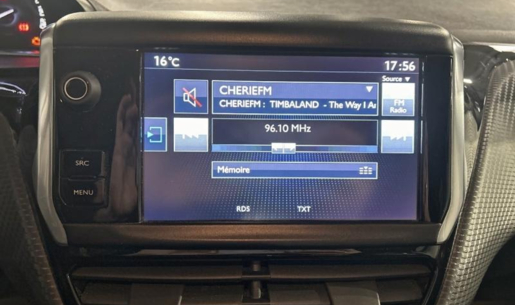 16°C
17:56
Source ▼
CHERIEFM
CHERIEFM : TIMBALAND - The Way I Ar
FM
Radio
96.10 MHz
SRC
Mémoire
MENU
RDS
TXT